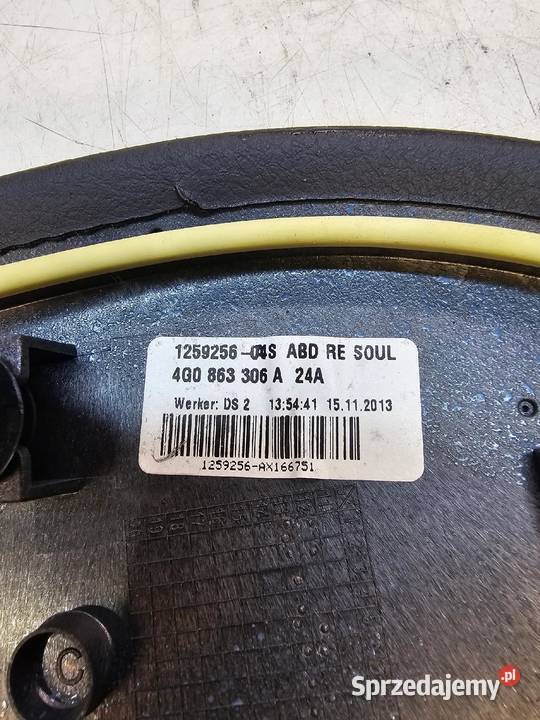 1259256-04S ABD RE SOUL
4G0 863 306 A 24A
Werker: DS 2 13:54:41 15.11.2013
1259256-AX166751
C
Sprzedajemy.pl